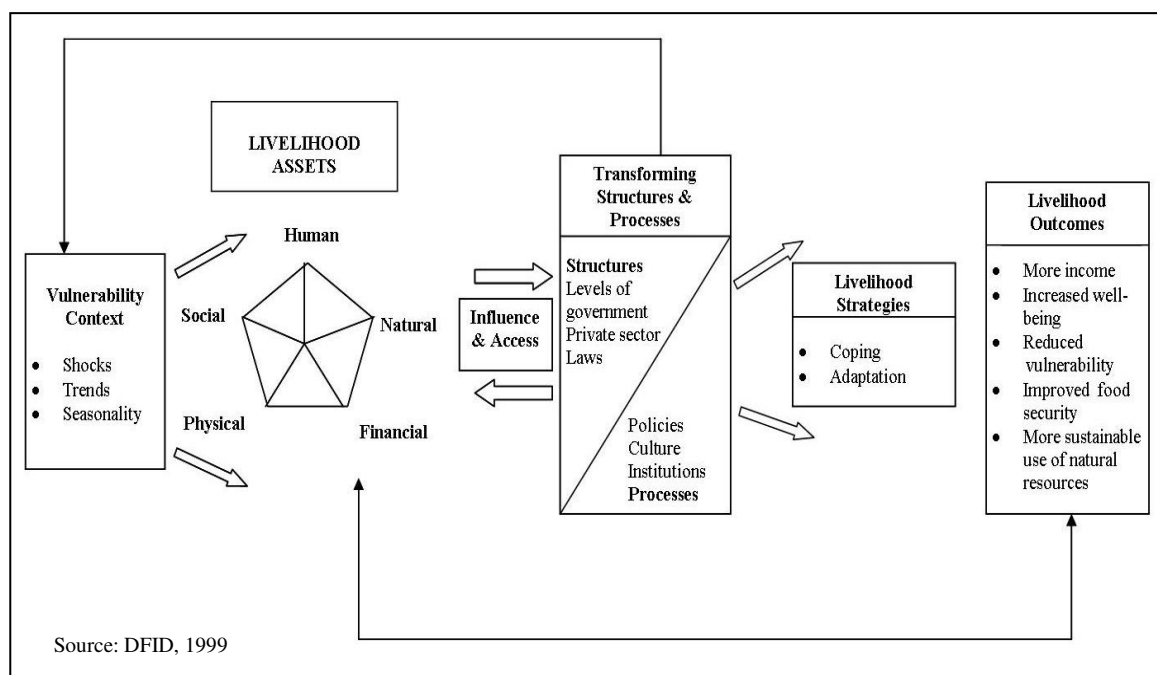 LIVELIHOOD
ASSETS
Human
Social
Natural
Physical
Financial
Vulnerability
Context
● Shocks
● Trends
● Seasonality
Influence
& Access
Transforming
Structures &
Processes
Structures
Levels of
government
Private sector
Laws
Policies
Culture
Institutions
Processes
Livelihood
Strategies
● Coping
● Adaptation
Livelihood
Outcomes
● More income
● Increased well-
being
● Reduced
vulnerability
● Improved food
security
● More sustainable
use of natural
resources
Source: DFID, 1999